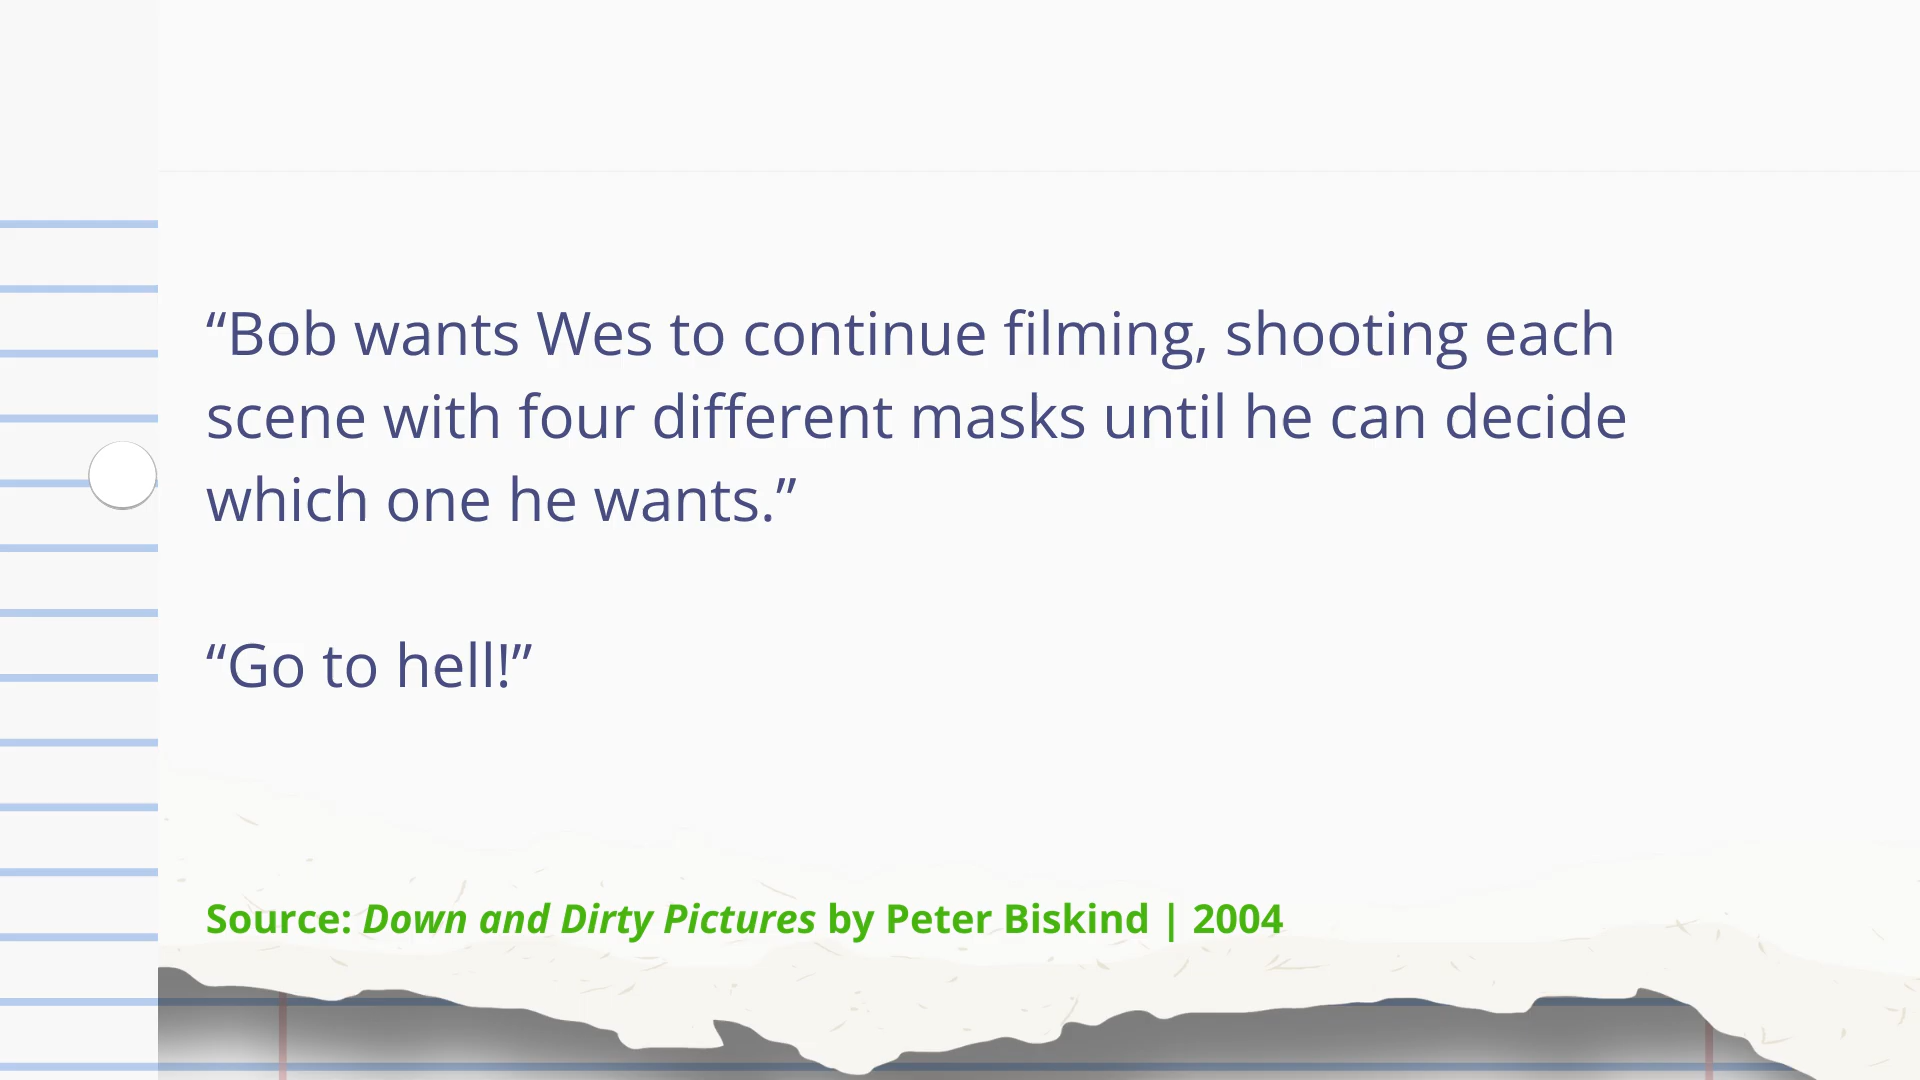 “Bob wants Wes to continue filming, shooting each
scene with four different masks until he can decide
which one he wants.”
“Go to hell!”
Source: Down and Dirty Pictures by Peter Biskind | 2004